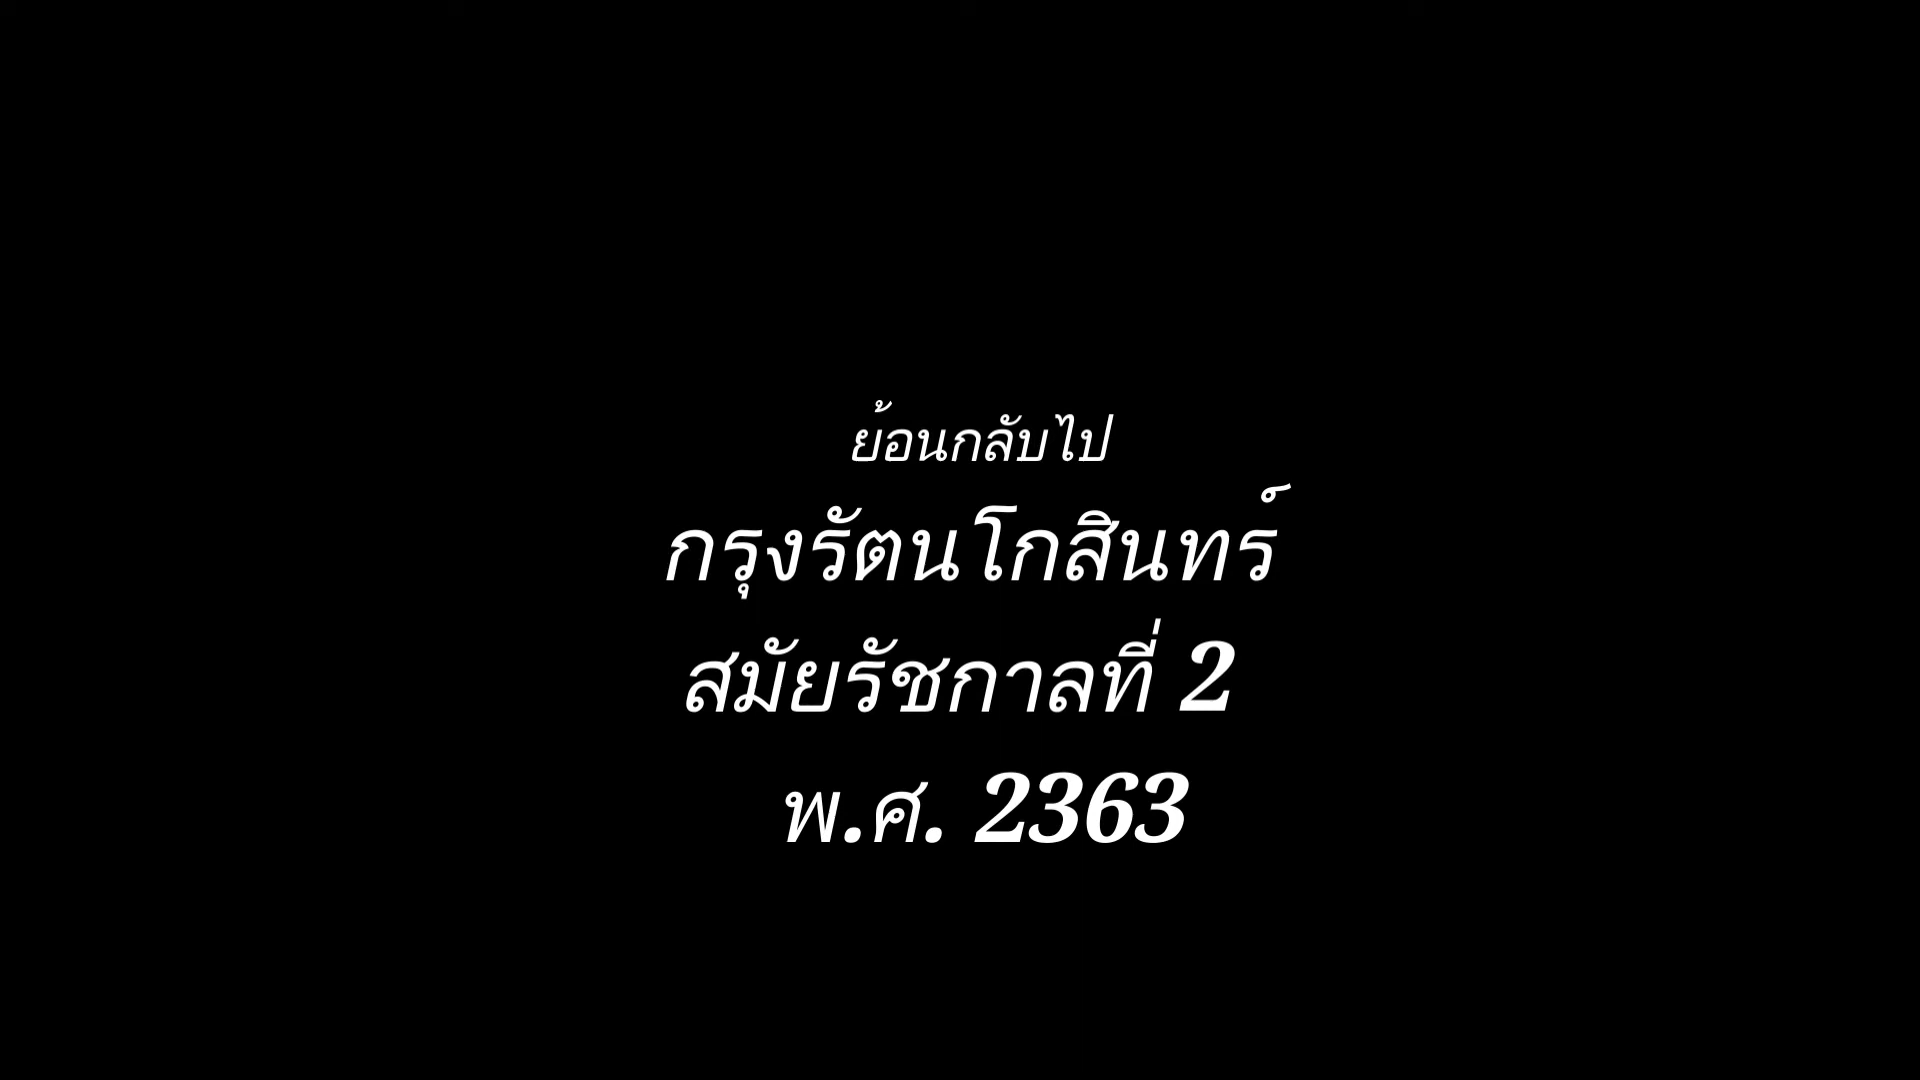 ย้อนกลับไป
กรุงรัตนโกสินทร์
สมัยรัชกาลที่ 2
พ.ศ. 2363